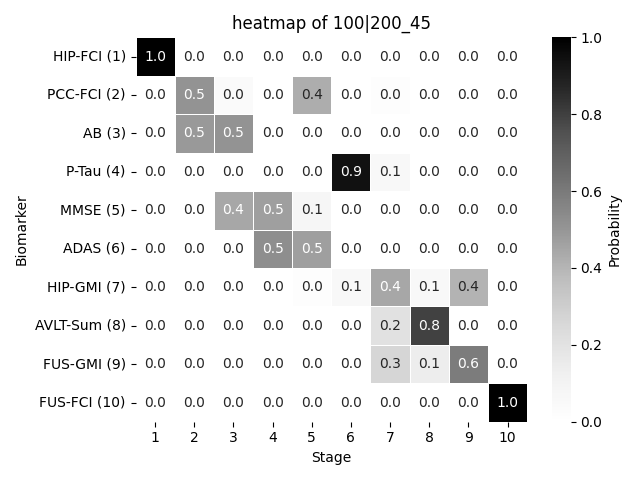 heatmap of 100|200_45
HIP-FCI (1) 1.0 0.0 0.0 0.0 0.0 0.0 0.0 0.0 0.0 0.0
PCC-FCI (2) 0.0 0.5 0.0 0.0 0.4 0.0 0.0 0.0 0.0 0.0
AB (3) 0.0 0.5 0.5 0.0 0.0 0.0 0.0 0.0 0.0 0.0
P-Tau (4) 0.0 0.0 0.0 0.0 0.0 0.9 0.1 0.0 0.0 0.0
MMSE (5) 0.0 0.0 0.4 0.5 0.1 0.0 0.0 0.0 0.0 0.0
ADAS (6) 0.0 0.0 0.0 0.5 0.5 0.0 0.0 0.0 0.0 0.0
HIP-GMI (7) 0.0 0.0 0.0 0.0 0.0 0.1 0.4 0.1 0.4 0.0
AVLT-Sum (8) 0.0 0.0 0.0 0.0 0.0 0.0 0.2 0.8 0.0 0.0
FUS-GMI (9) 0.0 0.0 0.0 0.0 0.0 0.0 0.3 0.1 0.6 0.0
FUS-FCI (10) 0.0 0.0 0.0 0.0 0.0 0.0 0.0 0.0 0.0 1.0
1 2 3 4 5 6 7 8 9 10
Stage
Biomarker
1.0
0.8
0.6
0.4
0.2
0.0
Probability